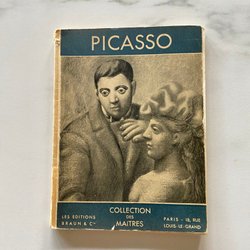 PICASSO
COLLECTION
DES
MAITRES
LES EDITIONS
BRAUN & Cie
PARIS - 18, RUE
LOUIS-LE-GRAND